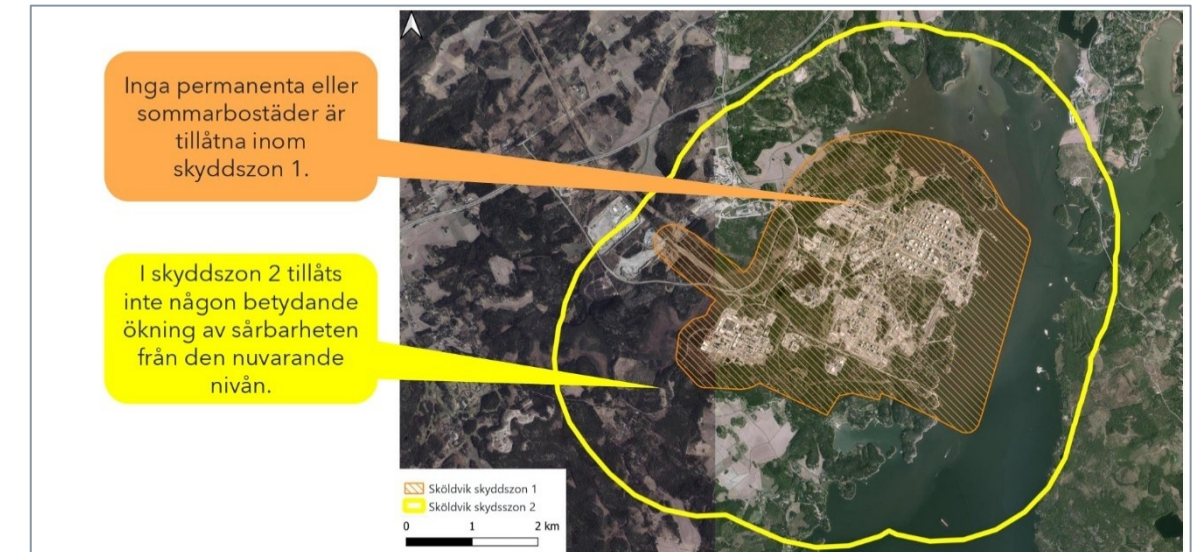 Inga permanenta eller
sommarbostäder är
tillåtna inom
skyddszon 1.
I skyddszon 2 tillåts
inte någon betydande
ökning av sårbarheten
från den nuvarande
nivån.
Sköldvik skyddszon 1
Sköldvik skydsszon 2
0 1 2 km